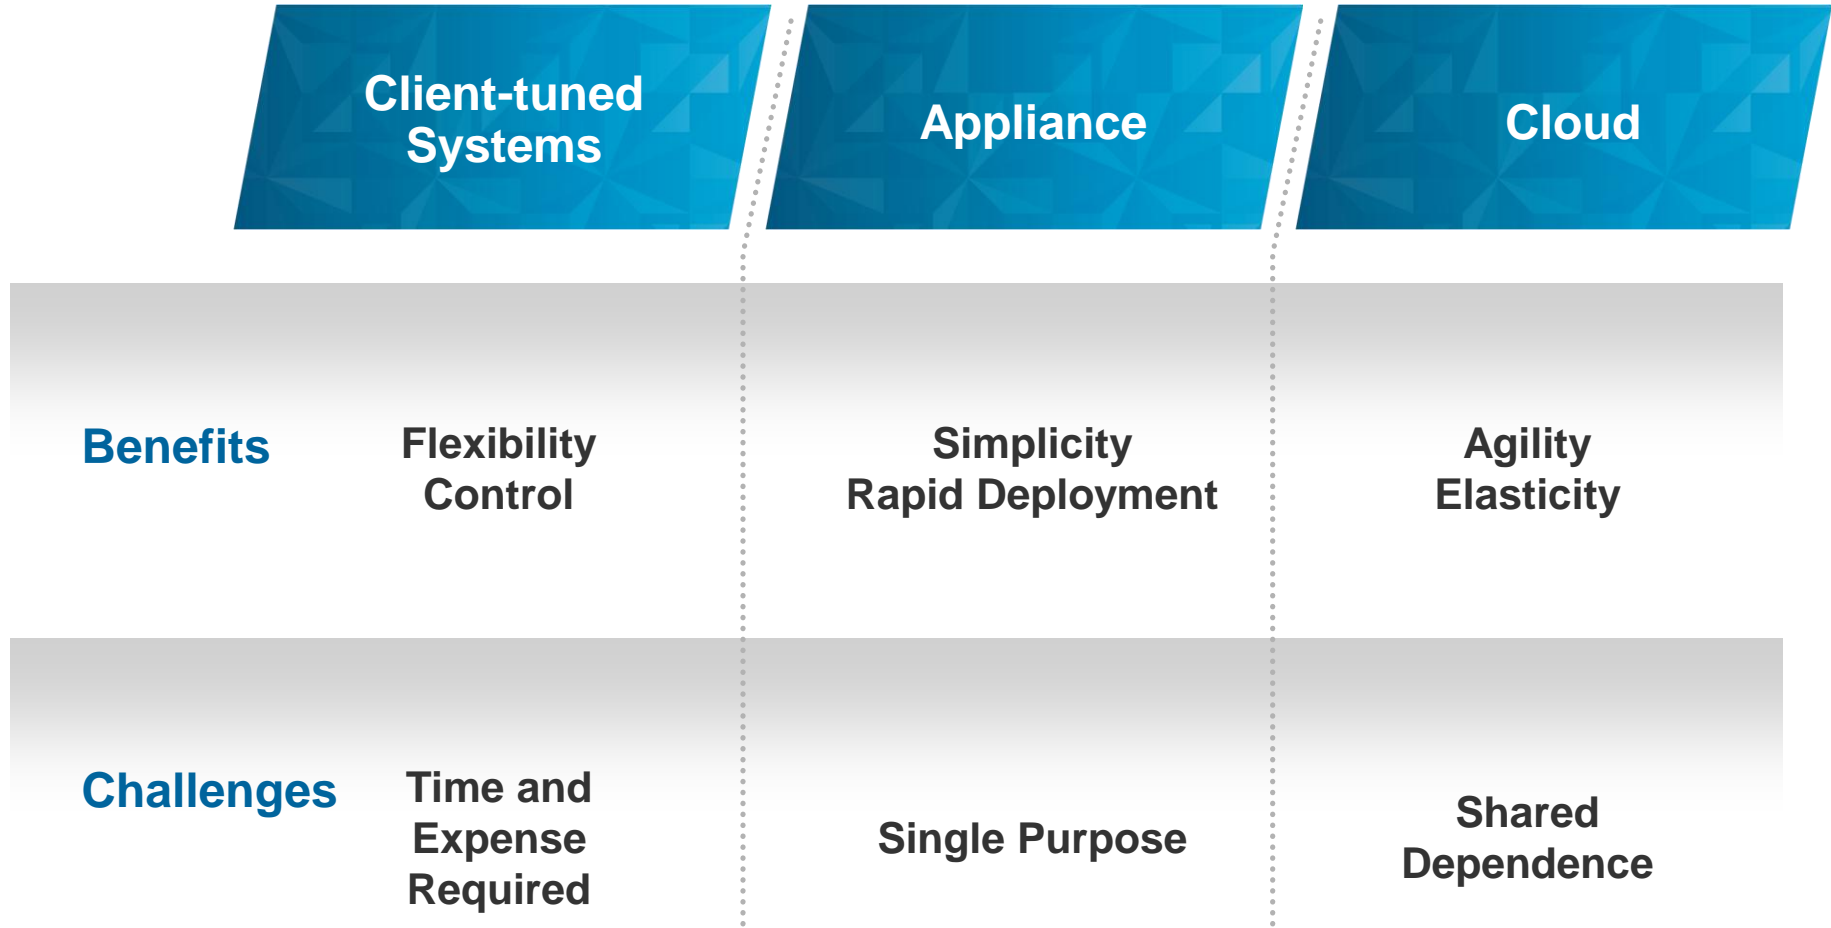 Client-tuned
Systems
Appliance
Cloud
Benefits
Flexibility
Control
Simplicity
Rapid Deployment
Agility
Elasticity
Challenges
Time and
Expense
Required
Single Purpose
Shared
Dependence